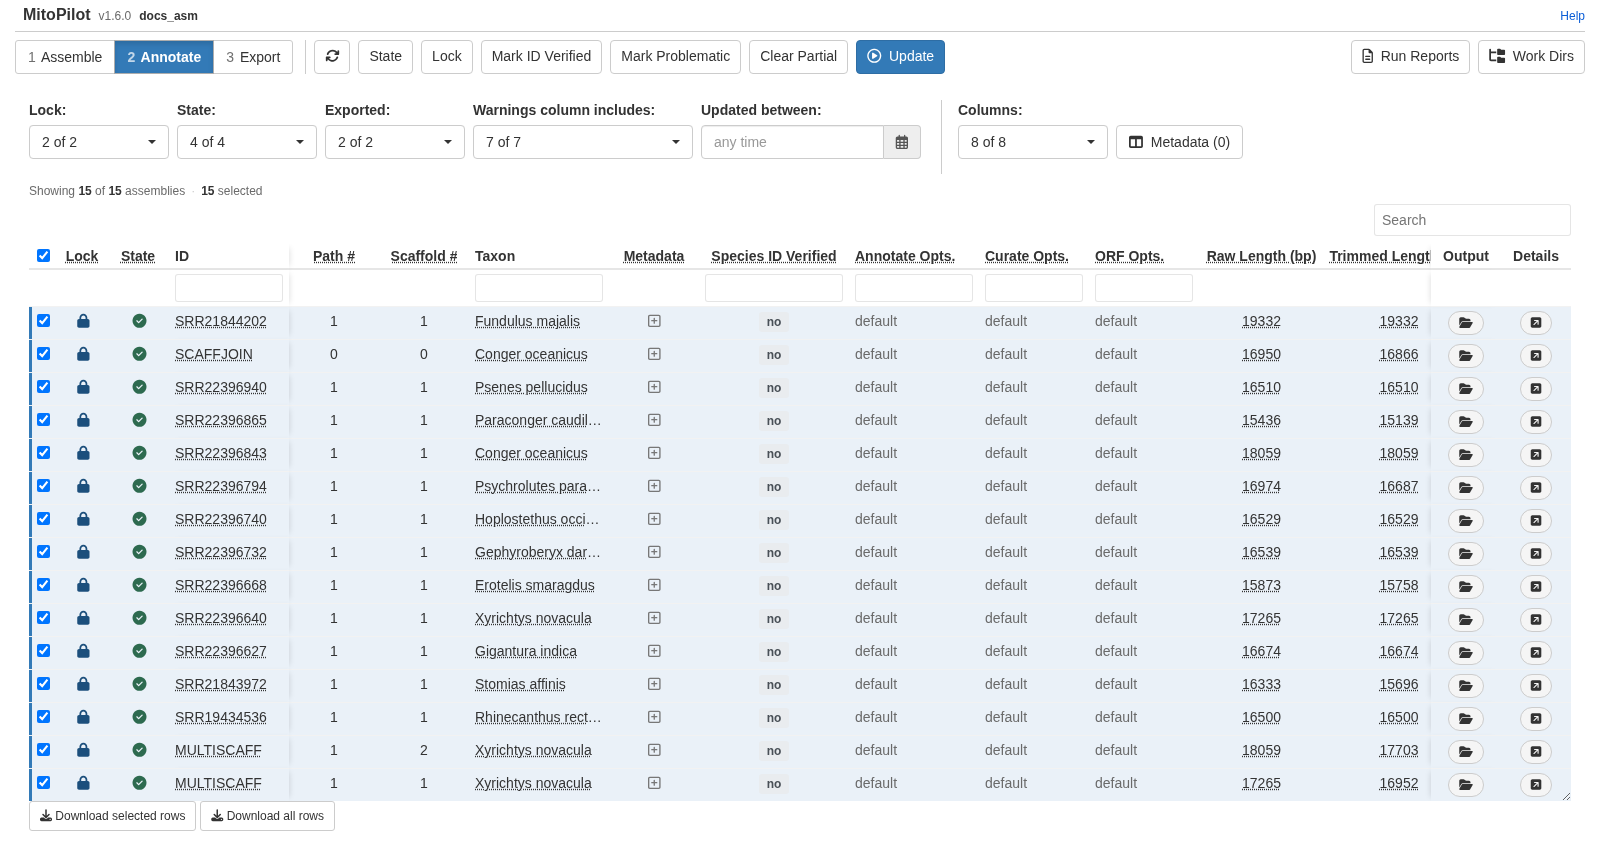 MitoPilot v1.6.0 docs_asm Help
1 Assemble 2 Annotate 3 Export State Lock Mark ID Verified Mark Problematic Clear Partial Update Run Reports Work Dirs
Lock: State: Exported: Warnings column includes: Updated between: Columns:
2 of 2 4 of 4 2 of 2 7 of 7 any time 8 of 8 Metadata (0)
Showing 15 of 15 assemblies · 15 selected
Search
Lock State ID Path # Scaffold # Taxon Metadata Species ID Verified Annotate Opts. Curate Opts. ORF Opts. Raw Length (bp) Trimmed Lengt Output Details
SRR21844202 1 1 Fundulus majalis no default default default 19332 19332
SCAFFJOIN 0 0 Conger oceanicus no default default default 16950 16866
SRR22396940 1 1 Psenes pellucidus no default default default 16510 16510
SRR22396865 1 1 Paraconger caudil... no default default default 15436 15139
SRR22396843 1 1 Conger oceanicus no default default default 18059 18059
SRR22396794 1 1 Psychrolutes para... no default default default 16974 16687
SRR22396740 1 1 Hoplostethus occi... no default default default 16529 16529
SRR22396732 1 1 Gephyroberyx dar... no default default default 16539 16539
SRR22396668 1 1 Erotelis smaragdus no default default default 15873 15758
SRR22396640 1 1 Xyrichtys novacula no default default default 17265 17265
SRR22396627 1 1 Gigantura indica no default default default 16674 16674
SRR21843972 1 1 Stomias affinis no default default default 16333 15696
SRR19434536 1 1 Rhinecanthus rect... no default default default 16500 16500
MULTISCAFF 1 2 Xyrichtys novacula no default default default 18059 17703
MULTISCAFF 1 1 Xyrichtys novacula no default default default 17265 16952
Download selected rows Download all rows